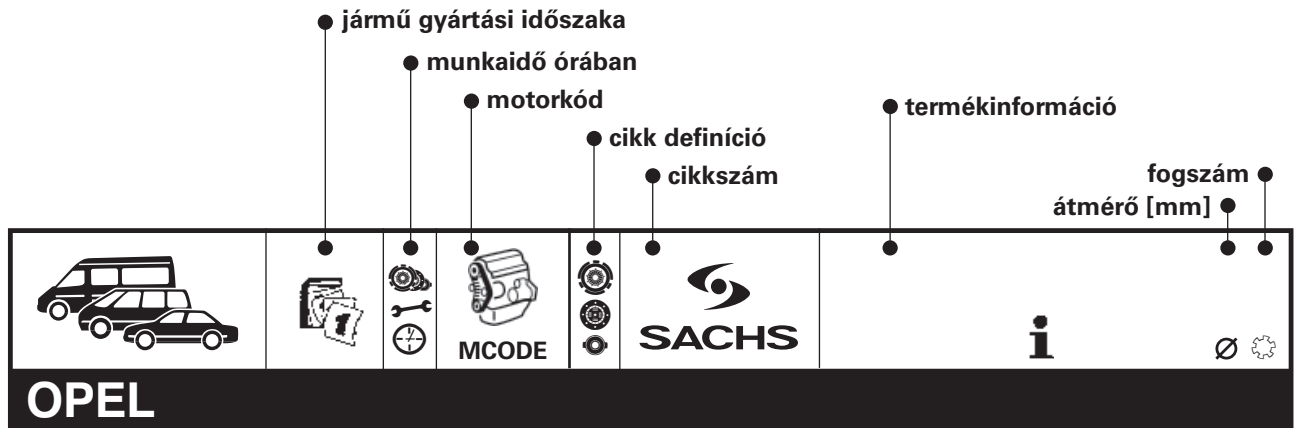 jármű gyártási időszaka
munkaidő órában
motorkód
termékinformáció
cikk definíció
cikkszám
fogszám
átmérő [mm]
MCODE
SACHS
i
Ø
OPEL